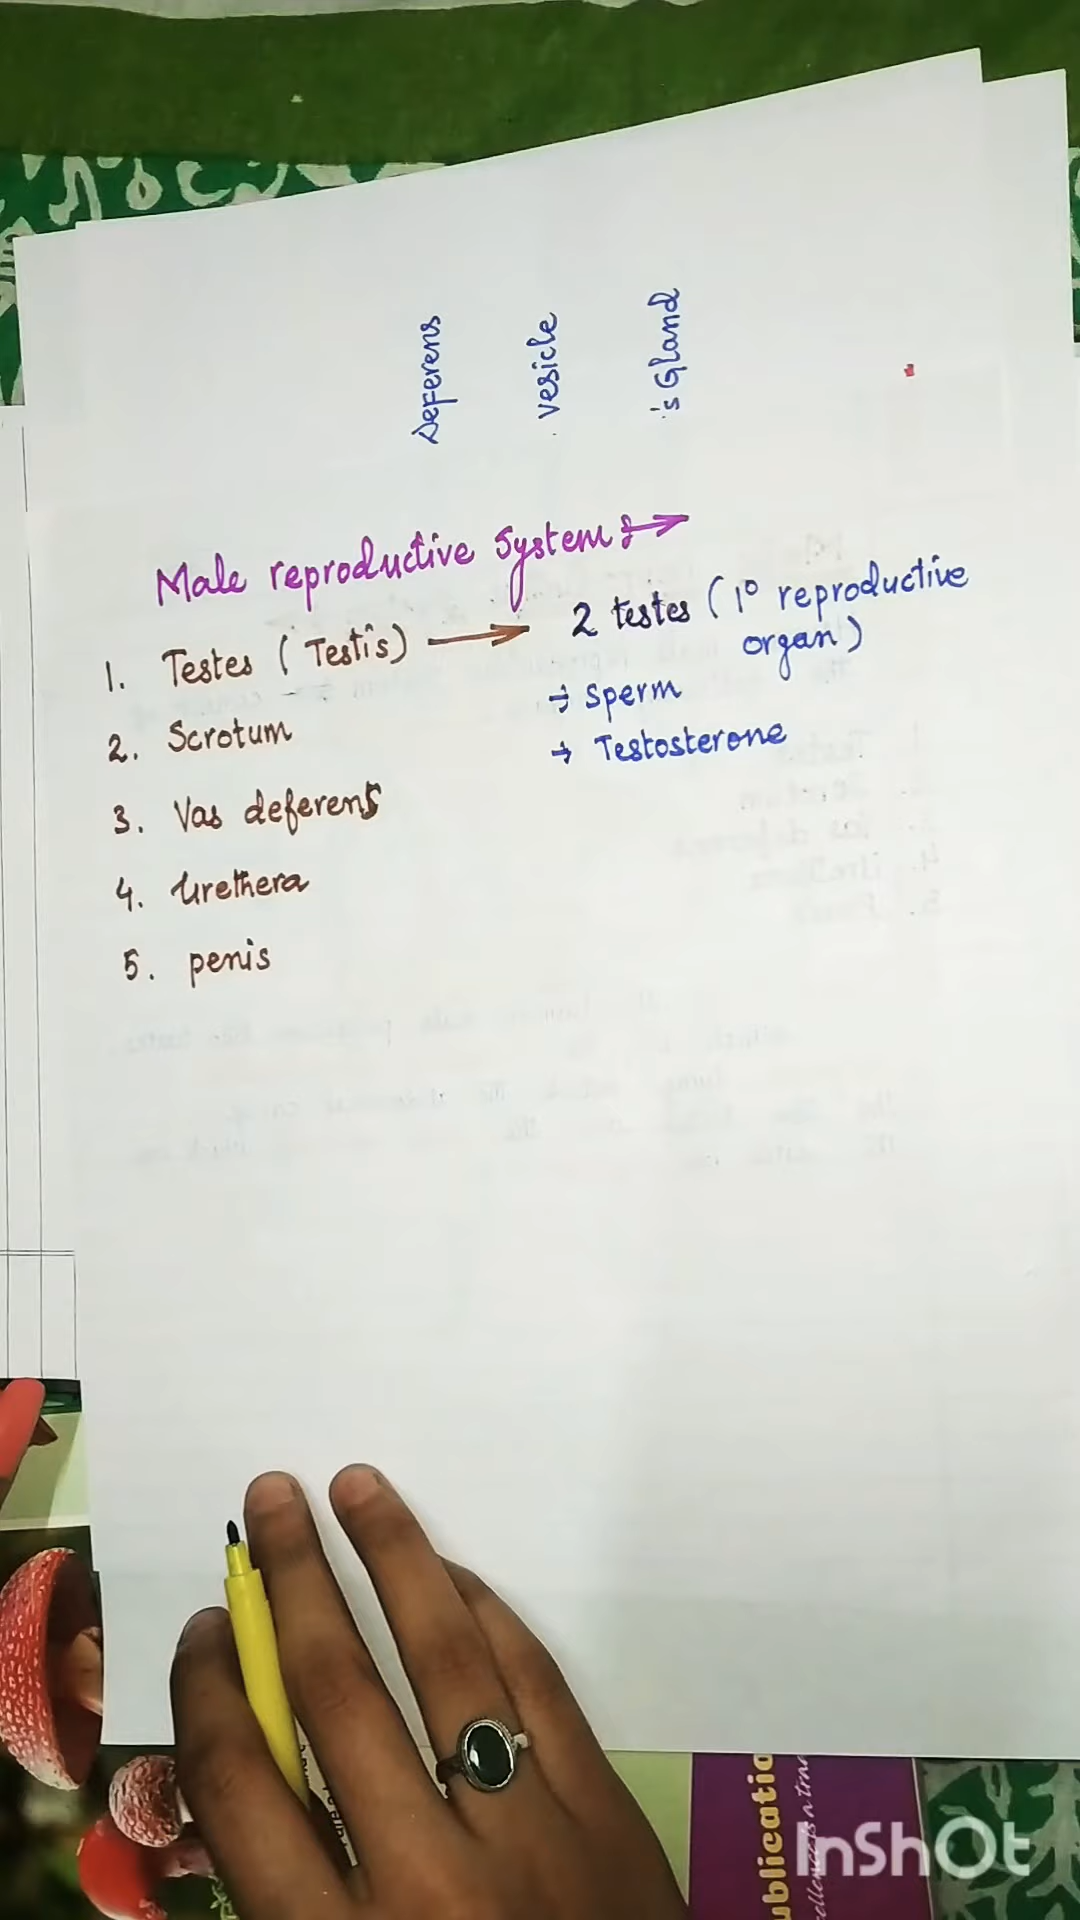 Deferens
vesicle
's Gland
Male reproductive System :→
1. Testes (Testis) → 2 testes (1° reproductive
organ)
→ Sperm
→ Testosterone
2. Scrotum
3. Vas deferens
4. Urethera
5. penis
ublicatio
InShOt